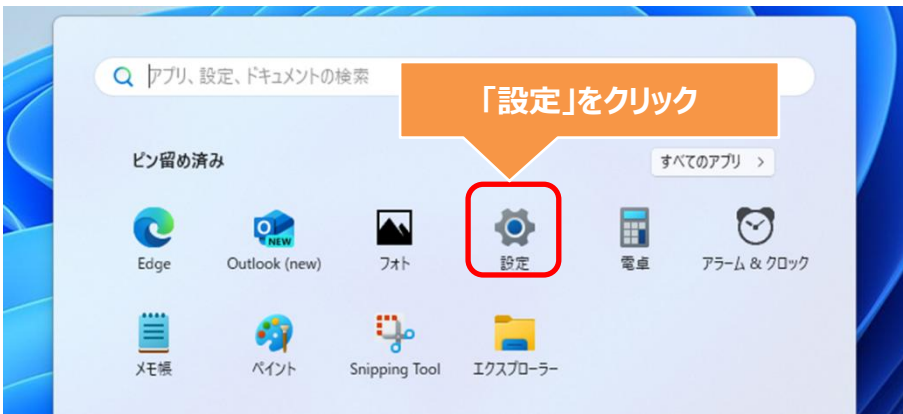 アプリ、設定、ドキュメントの検索
「設定」をクリック
ピン留め済み
すべてのアプリ >
Edge
Outlook (new)
フォト
設定
電卓
アラーム & クロック
メモ帳
ペイント
Snipping Tool
エクスプローラー
NEW